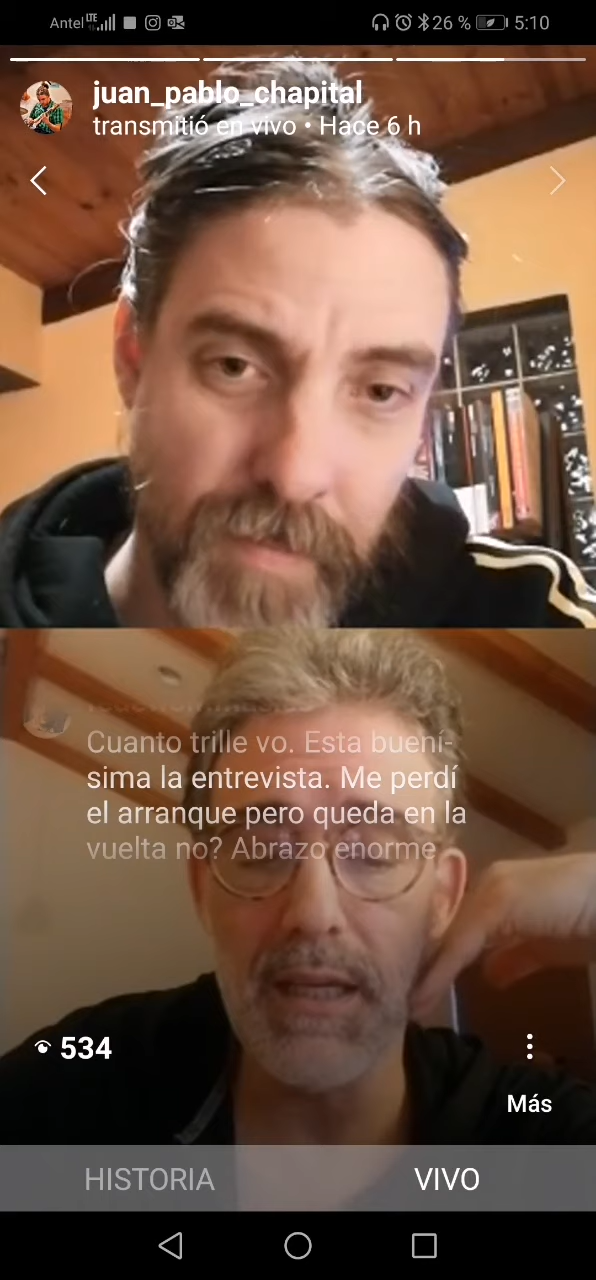 Antel LTE 26 % 5:10
juan_pablo_chapital
transmitió en vivo • Hace 6 h
Cuanto trille vo. Esta buení-
sima la entrevista. Me perdí
el arranque pero queda en la
vuelta no? Abrazo enorme
534
Más
HISTORIA VIVO